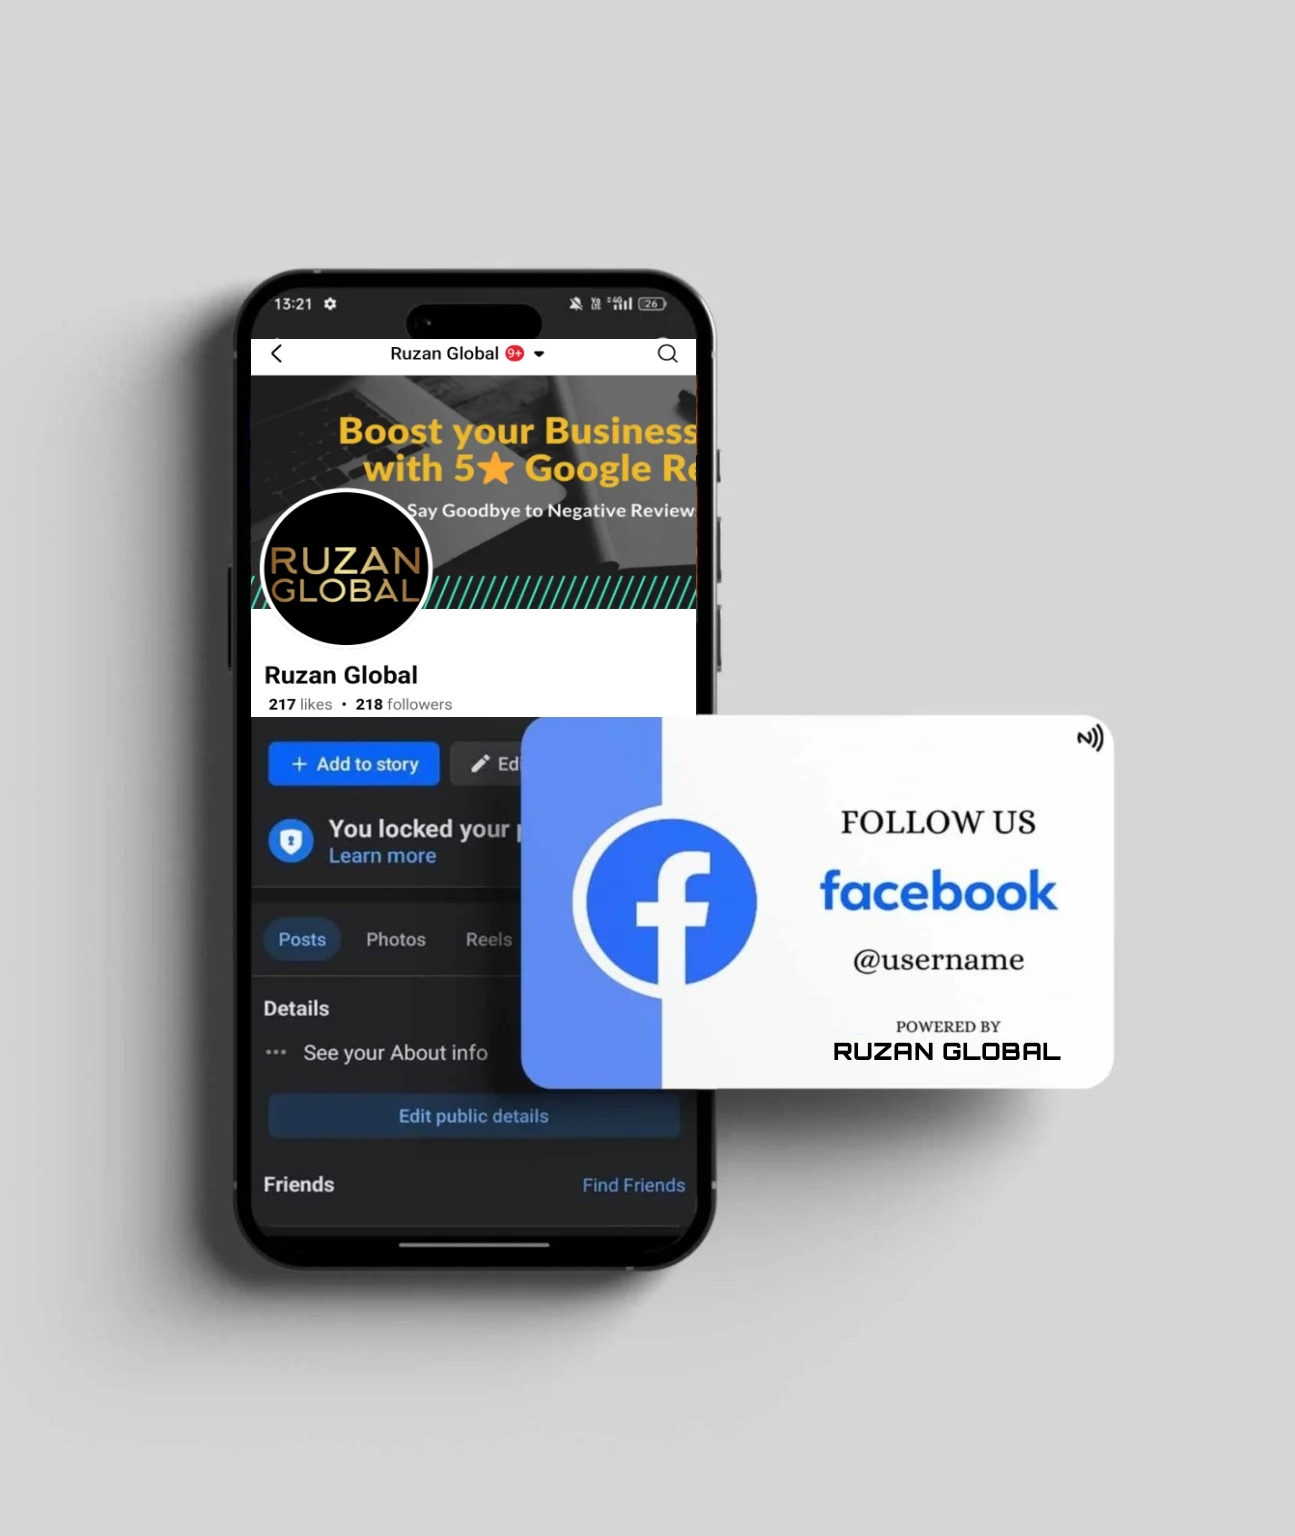 13:21
26
Ruzan Global 9+
Boost your Business
with 5 Google Re
Say Goodbye to Negative Review
RUZAN
GLOBAL
Ruzan Global
217 likes • 218 followers
+ Add to story
Ed
You locked your p
Learn more
Posts Photos Reels
Details
See your About info
Edit public details
Friends Find Friends
f
FOLLOW US
facebook
@username
POWERED BY
RUZAN GLOBAL